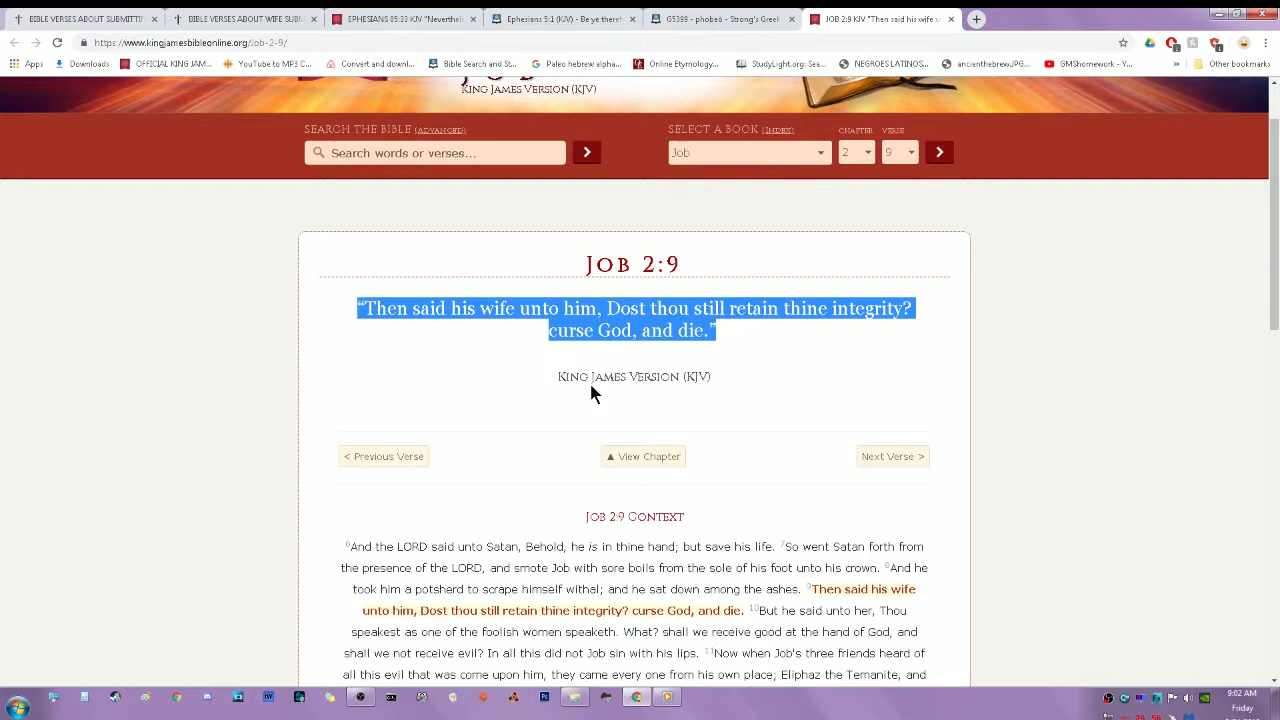 BIBLE VERSES ABOUT SUBMITTIN
BIBLE VERSES ABOUT WIFE SUBM
EPHESIANS 05:33 KJV "Neverthel
Ephesians 5 KJV - Be ye theref
G5399 - phobeō - Strong's Greek
JOB 2:9 KJV "Then said his wife u
https://www.kingjamesbibleonline.org/Job-2-9/
Apps
Downloads
OFFICIAL KING JAM...
YouTube to MP3 C...
Convert and downl...
Bible Search and S...
Paleo hebrew alpha...
Online Etymology...
StudyLight.org: Sea...
NEGROES LATINOS...
ancienthebrew.JPG...
GMShomework - Y...
»
Other bookmarks
King James Version (KJV)
Search the Bible (Advanced)
Select a Book (Index)
Chapter
Verse
Search words or verses...
Job
2
9
Job 2:9
“Then said his wife unto him, Dost thou still retain thine integrity?
curse God, and die.”
King James Version (KJV)
< Previous Verse
▲ View Chapter
Next Verse >
Job 2:9 Context
6And the LORD said unto Satan, Behold, he is in thine hand; but save his life. 7So went Satan forth from
the presence of the LORD, and smote Job with sore boils from the sole of his foot unto his crown. 8And he
took him a potsherd to scrape himself withal; and he sat down among the ashes. 9Then said his wife
unto him, Dost thou still retain thine integrity? curse God, and die. 10But he said unto her, Thou
speakest as one of the foolish women speaketh. What? shall we receive good at the hand of God, and
shall we not receive evil? In all this did not Job sin with his lips. 11Now when Job's three friends heard of
all this evil that was come upon him, they came every one from his own place; Eliphaz the Temanite, and
9:02 AM
Friday